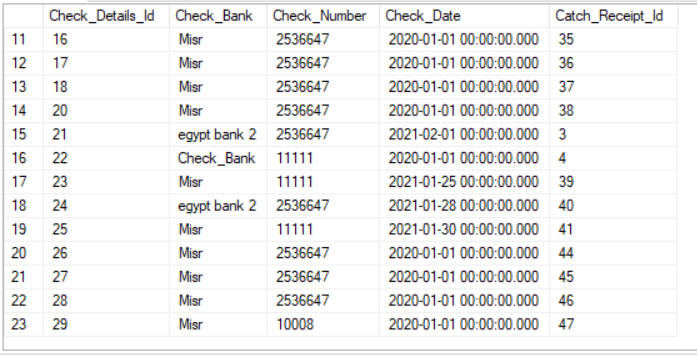 Check_Details_Id Check_Bank Check_Number Check_Date Catch_Receipt_Id
11 16 Misr 2536647 2020-01-01 00:00:00.000 35
12 17 Misr 2536647 2020-01-01 00:00:00.000 36
13 18 Misr 2536647 2020-01-01 00:00:00.000 37
14 20 Misr 2536647 2020-01-01 00:00:00.000 38
15 21 egypt bank 2 2536647 2021-02-01 00:00:00.000 3
16 22 Check_Bank 11111 2020-01-01 00:00:00.000 4
17 23 Misr 11111 2021-01-25 00:00:00.000 39
18 24 egypt bank 2 2536647 2021-01-28 00:00:00.000 40
19 25 Misr 11111 2021-01-30 00:00:00.000 41
20 26 Misr 2536647 2020-01-01 00:00:00.000 44
21 27 Misr 2536647 2020-01-01 00:00:00.000 45
22 28 Misr 2536647 2020-01-01 00:00:00.000 46
23 29 Misr 10008 2020-01-01 00:00:00.000 47